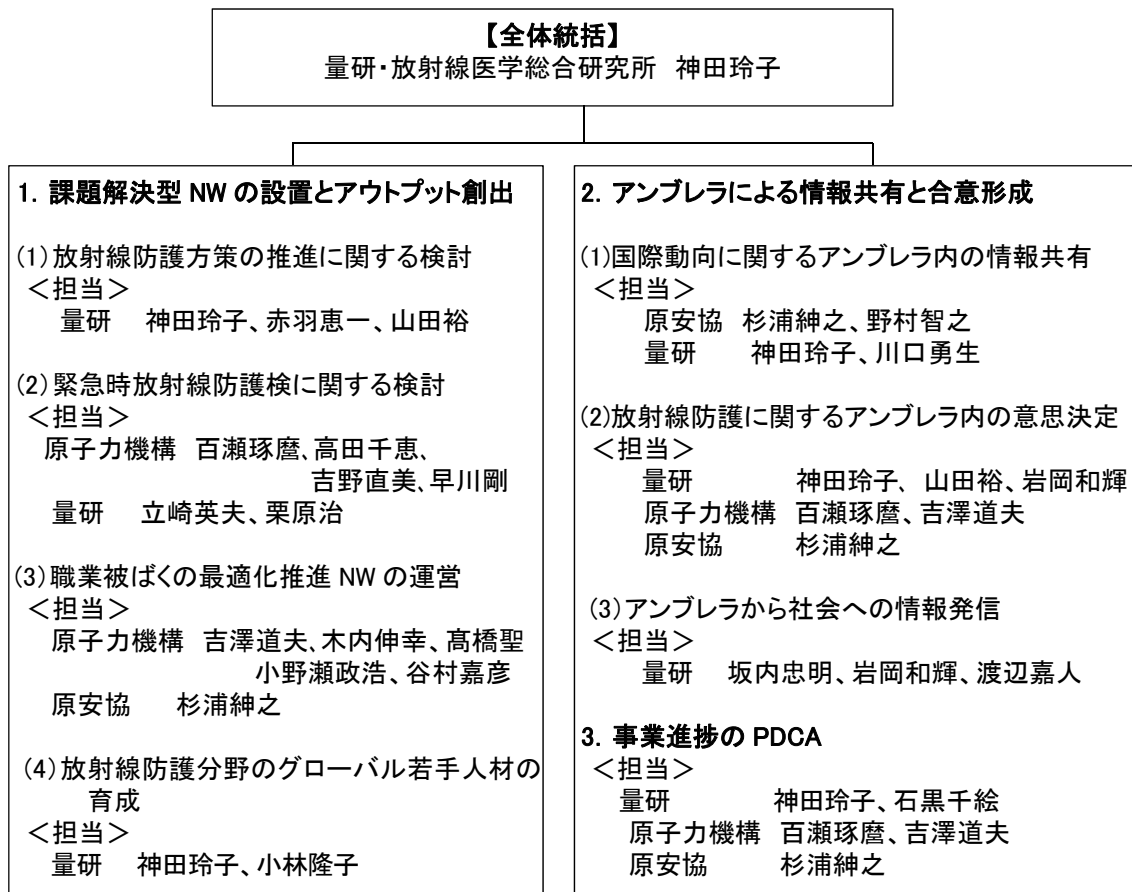 【全体統括】
量研・放射線医学総合研究所 神田玲子
1. 課題解決型 NW の設置とアウトプット創出
(1)放射線防護方策の推進に関する検討
＜担当＞
量研 神田玲子、赤羽恵一、山田裕
(2)緊急時放射線防護検に関する検討
＜担当＞
原子力機構 百瀬琢麿、高田千恵、
吉野直美、早川剛
量研 立崎英夫、栗原治
(3)職業被ばくの最適化推進 NW の運営
＜担当＞
原子力機構 吉澤道夫、木内伸幸、髙橋聖
小野瀬政浩、谷村嘉彦
原安協 杉浦紳之
(4)放射線防護分野のグローバル若手人材の
育成
＜担当＞
量研 神田玲子、小林隆子
2. アンブレラによる情報共有と合意形成
(1)国際動向に関するアンブレラ内の情報共有
＜担当＞
原安協 杉浦紳之、野村智之
量研 神田玲子、川口勇生
(2)放射線防護に関するアンブレラ内の意思決定
＜担当＞
量研 神田玲子、山田裕、岩岡和輝
原子力機構 百瀬琢麿、吉澤道夫
原安協 杉浦紳之
(3)アンブレラから社会への情報発信
＜担当＞
量研 坂内忠明、岩岡和輝、渡辺嘉人
3. 事業進捗の PDCA
＜担当＞
量研 神田玲子、石黒千絵
原子力機構 百瀬琢麿、吉澤道夫
原安協 杉浦紳之